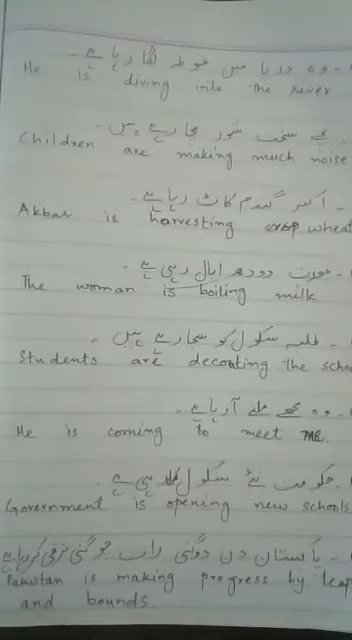 ۔ وہ دریا میں غوطہ لگا رہا ہے۔
He is diving into the rever
۔ بچے سخت شور مچا رہے ہیں۔
Children are making much noise
۔ اکبر گندم کاٹ رہا ہے۔
Akbar is harvesting wheat
۔ عورت دودھ ابال رہی ہے۔
The woman is boiling milk
۔ طلبہ سکول کو سجا رہے ہیں۔
Students are decorating the scho
۔ وہ مجھے ملنے آ رہا ہے۔
He is coming to meet me
۔ حکومت نئے سکول کھول رہی ہے۔
Government is opening new schools
۔ پاکستان دن دوگنی رات چوگنی ترقی کر رہا ہے
Pakistan is making progress by leap
and bounds.